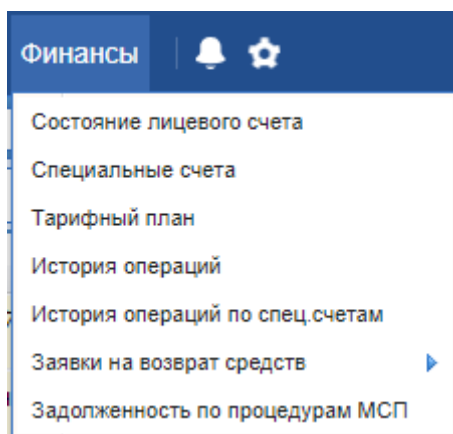 Финансы
Состояние лицевого счета
Специальные счета
Тарифный план
История операций
История операций по спец.счетам
Заявки на возврат средств
Задолженность по процедурам МСП